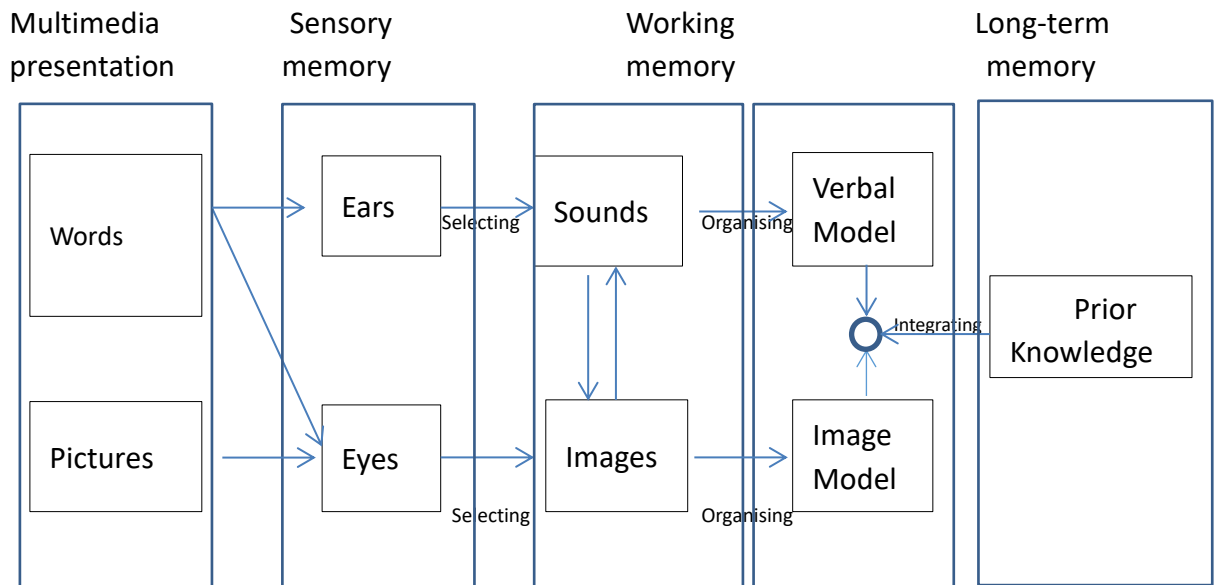 Multimedia
presentation
Sensory
memory
Working
memory
Long-term
memory
Words
Ears
Selecting
Sounds
Organising
Verbal
Model
Integrating
Prior
Knowledge
Pictures
Eyes
Selecting
Images
Organising
Image
Model